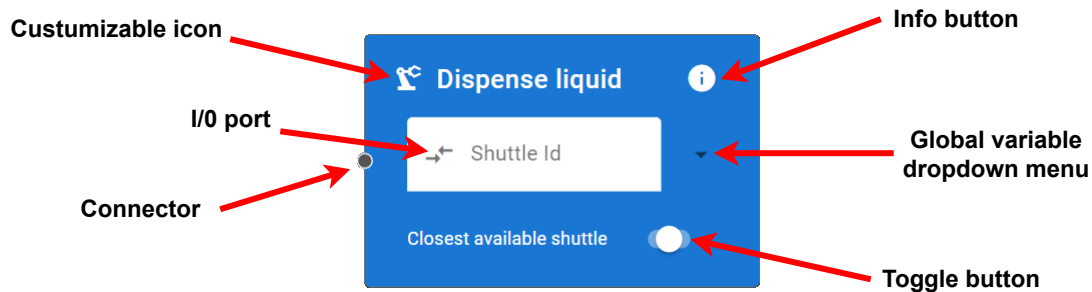 Custumizable icon
Info button
Dispense liquid
i
I/0 port
Shuttle Id
Global variable
dropdown menu
Connector
Closest available shuttle
Toggle button